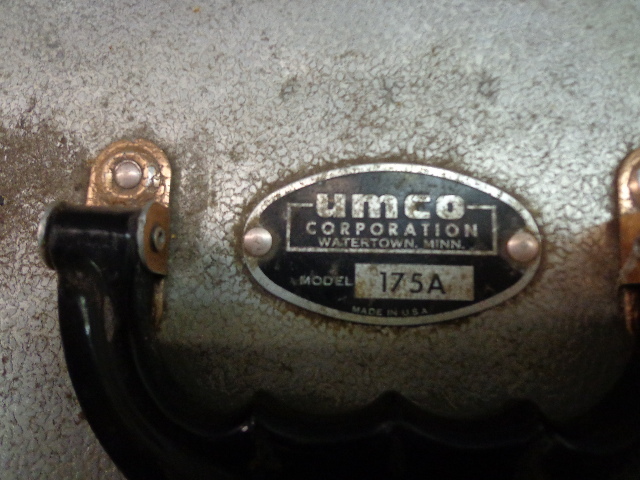 umco
CORPORATION
WATERTOWN, MINN.
MODEL 175A
MADE IN U.S.A.